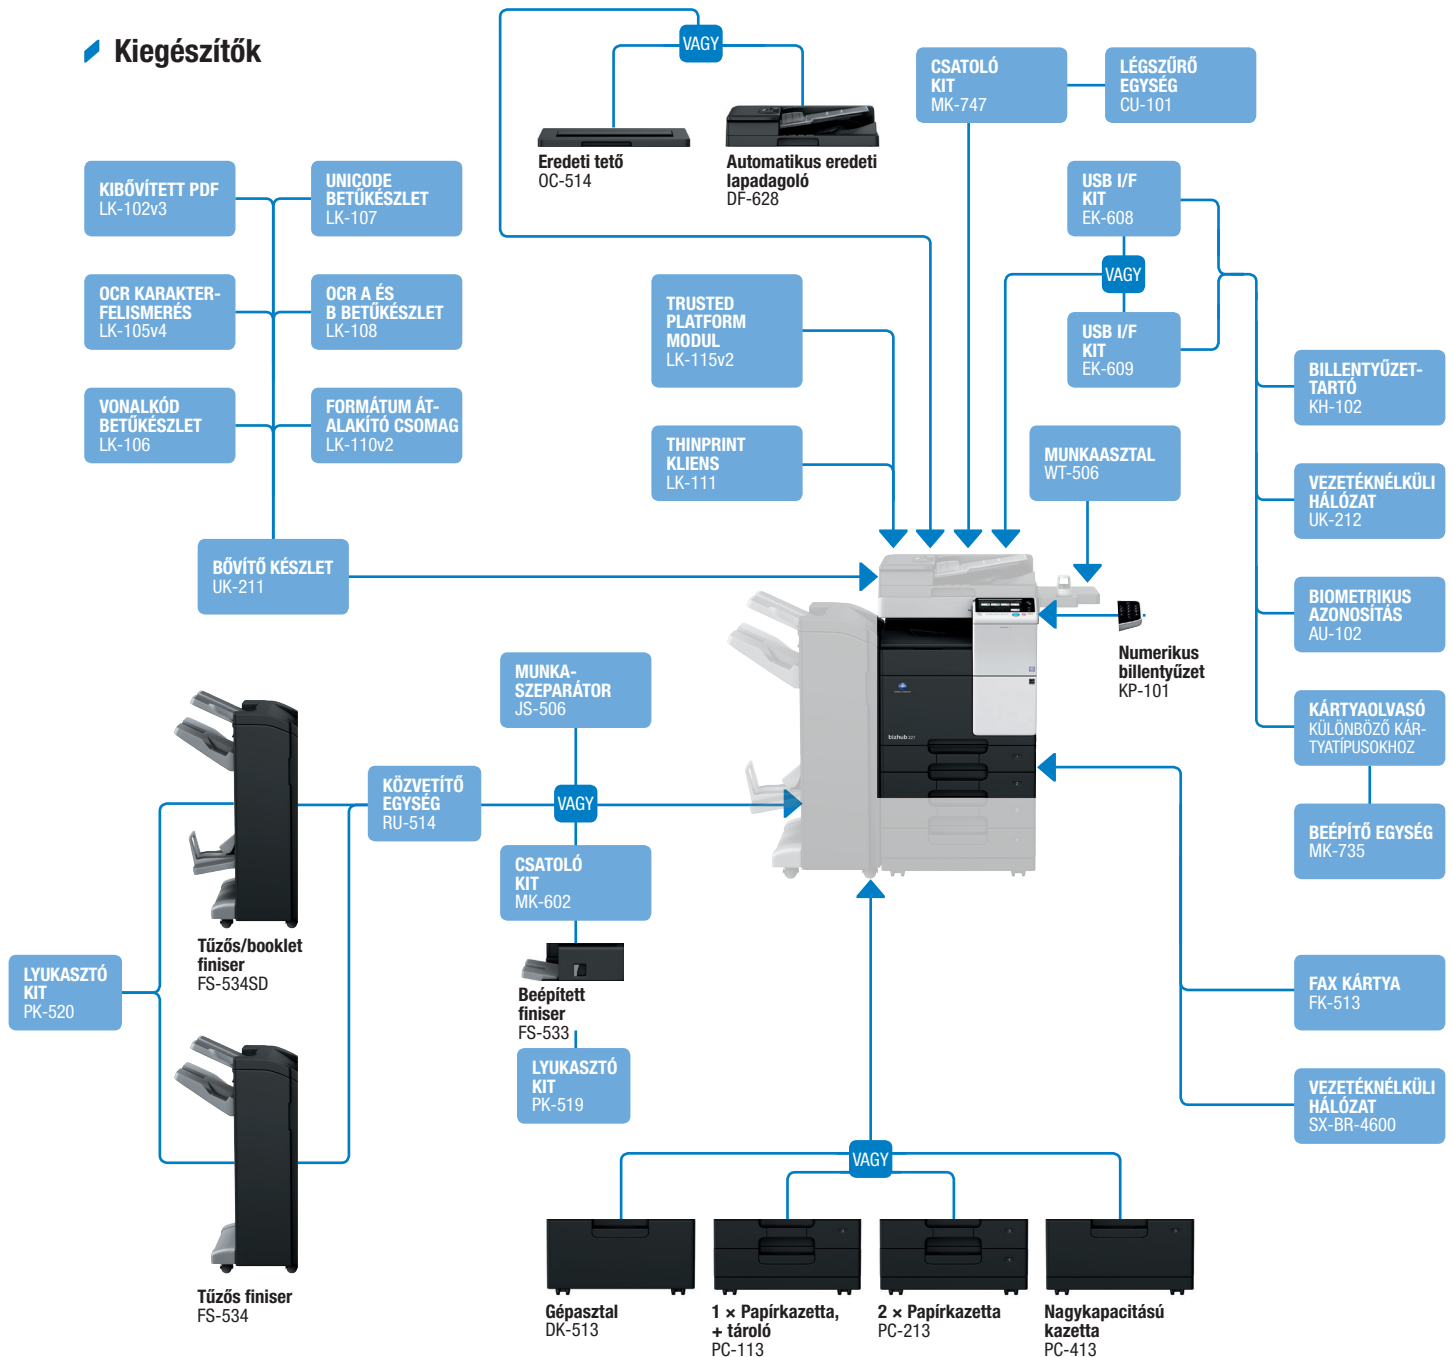 Kiegészítők
VAGY
Eredeti tető
OC-514
Automatikus eredeti
lapadagoló
DF-628
CSATOLÓ
KIT
MK-747
LÉGSZŰRŐ
EGYSÉG
CU-101
KIBŐVÍTETT PDF
LK-102v3
UNICODE
BETŰKÉSZLET
LK-107
OCR KARAKTER-
FELISMERÉS
LK-105v4
OCR A ÉS
B BETŰKÉSZLET
LK-108
VONALKÓD
BETŰKÉSZLET
LK-106
FORMÁTUM ÁT-
ALAKÍTÓ CSOMAG
LK-110v2
BŐVÍTŐ KÉSZLET
UK-211
TRUSTED
PLATFORM
MODUL
LK-115v2
THINPRINT
KLIENS
LK-111
USB I/F
KIT
EK-608
VAGY
USB I/F
KIT
EK-609
MUNKAASZTAL
WT-506
BILLENTYŰZET-
TARTÓ
KH-102
VEZETÉKNÉLKÜLI
HÁLÓZAT
UK-212
BIOMETRIKUS
AZONOSÍTÁS
AU-102
KÁRTYAOLVASÓ
KÜLÖNBÖZŐ KÁR-
TYATÍPUSOKHOZ
BEÉPÍTŐ EGYSÉG
MK-735
Numerikus
billentyűzet
KP-101
bizhub 227
MUNKA-
SZEPARÁTOR
JS-506
KÖZVETÍTŐ
EGYSÉG
RU-514
VAGY
CSATOLÓ
KIT
MK-602
Beépített
finiser
FS-533
LYUKASZTÓ
KIT
PK-519
Tűzős/booklet
finiser
FS-534SD
LYUKASZTÓ
KIT
PK-520
Tűzős finiser
FS-534
FAX KÁRTYA
FK-513
VEZETÉKNÉLKÜLI
HÁLÓZAT
SX-BR-4600
VAGY
Gépasztal
DK-513
1 × Papírkazetta,
+ tároló
PC-113
2 × Papírkazetta
PC-213
Nagykapacitású
kazetta
PC-413